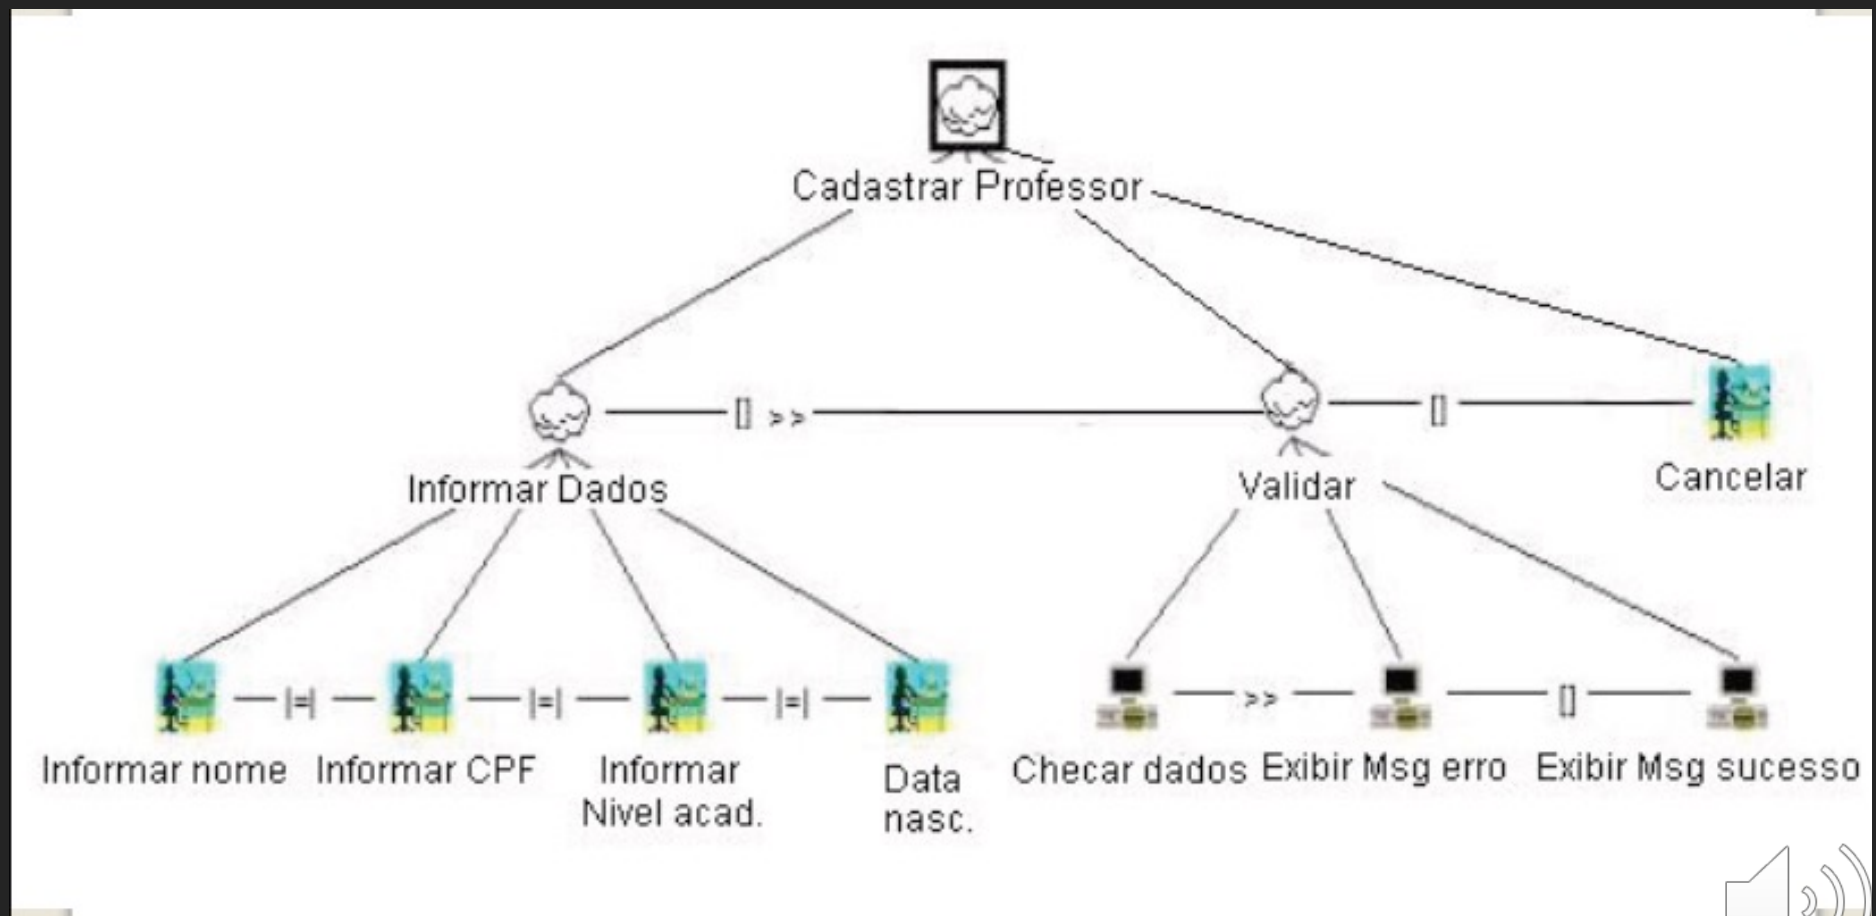 Cadastrar Professor
[] >>
[]
Informar Dados
Validar
Cancelar
|=| |=| |=|
>> []
Informar nome Informar CPF Informar
Nivel acad.
Data
nasc.
Checar dados Exibir Msg erro Exibir Msg sucesso